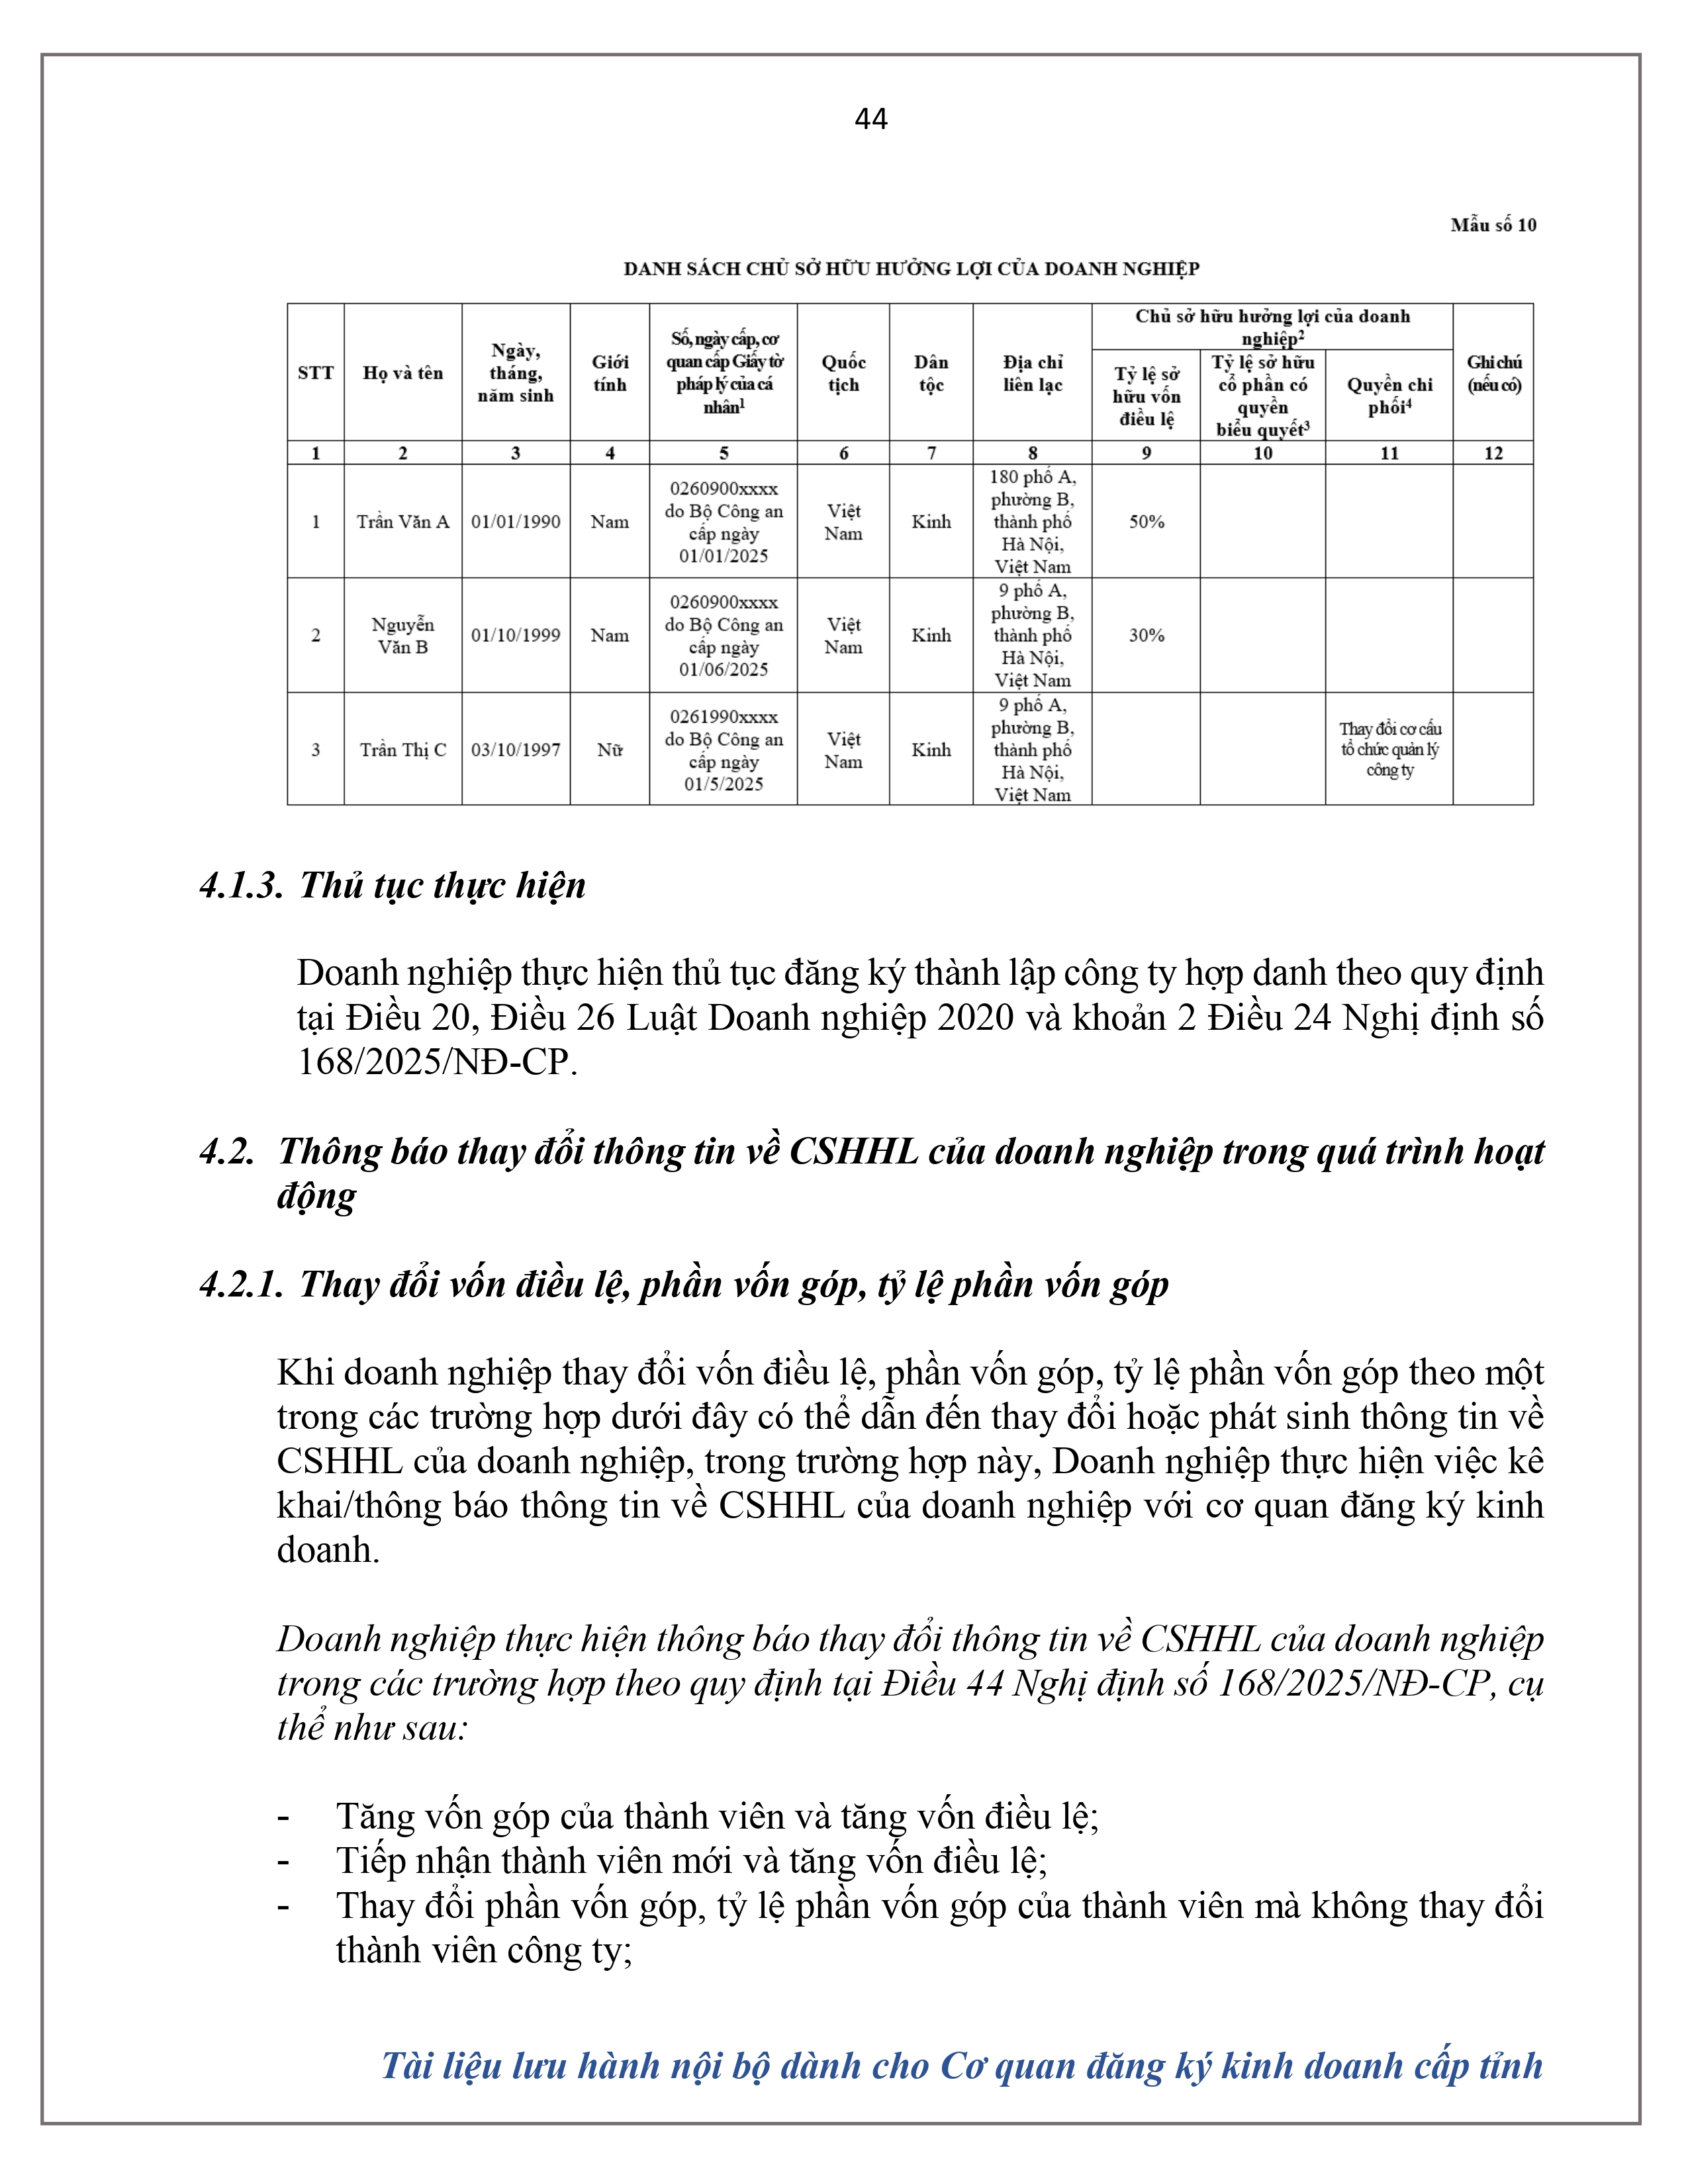 44
Mẫu số 10
DANH SÁCH CHỦ SỞ HỮU HƯỞNG LỢI CỦA DOANH NGHIỆP
STT
Họ và tên
Ngày,
tháng,
năm sinh
Giới
tính
Số, ngày cấp, cơ
quan cấp Giấy tờ
pháp lý của cá
nhân1
Quốc
tịch
Dân
tộc
Địa chỉ
liên lạc
Chủ sở hữu hưởng lợi của doanh
nghiệp2
Tỷ lệ sở
hữu vốn
điều lệ
Tỷ lệ sở hữu
cổ phần có
quyền
biểu quyết3
Quyền chi
phối4
Ghi chú
(nếu có)
1 2 3 4 5 6 7 8 9 10 11 12
1
Trần Văn A
01/01/1990
Nam
0260900xxxx
do Bộ Công an
cấp ngày
01/01/2025
Việt
Nam
Kinh
180 phố A,
phường B,
thành phố
Hà Nội,
Việt Nam
50%
2
Nguyễn
Văn B
01/10/1999
Nam
0260900xxxx
do Bộ Công an
cấp ngày
01/06/2025
Việt
Nam
Kinh
9 phố A,
phường B,
thành phố
Hà Nội,
Việt Nam
30%
3
Trần Thị C
03/10/1997
Nữ
0261990xxxx
do Bộ Công an
cấp ngày
01/5/2025
Việt
Nam
Kinh
9 phố A,
phường B,
thành phố
Hà Nội,
Việt Nam
Thay đổi cơ cấu
tổ chức quản lý
công ty
4.1.3. Thủ tục thực hiện
Doanh nghiệp thực hiện thủ tục đăng ký thành lập công ty hợp danh theo quy định
tại Điều 20, Điều 26 Luật Doanh nghiệp 2020 và khoản 2 Điều 24 Nghị định số
168/2025/NĐ-CP.
4.2. Thông báo thay đổi thông tin về CSHHL của doanh nghiệp trong quá trình hoạt
động
4.2.1. Thay đổi vốn điều lệ, phần vốn góp, tỷ lệ phần vốn góp
Khi doanh nghiệp thay đổi vốn điều lệ, phần vốn góp, tỷ lệ phần vốn góp theo một
trong các trường hợp dưới đây có thể dẫn đến thay đổi hoặc phát sinh thông tin về
CSHHL của doanh nghiệp, trong trường hợp này, Doanh nghiệp thực hiện việc kê
khai/thông báo thông tin về CSHHL của doanh nghiệp với cơ quan đăng ký kinh
doanh.
Doanh nghiệp thực hiện thông báo thay đổi thông tin về CSHHL của doanh nghiệp
trong các trường hợp theo quy định tại Điều 44 Nghị định số 168/2025/NĐ-CP, cụ
thể như sau:
- Tăng vốn góp của thành viên và tăng vốn điều lệ;
- Tiếp nhận thành viên mới và tăng vốn điều lệ;
- Thay đổi phần vốn góp, tỷ lệ phần vốn góp của thành viên mà không thay đổi
thành viên công ty;
Tài liệu lưu hành nội bộ dành cho Cơ quan đăng ký kinh doanh cấp tỉnh